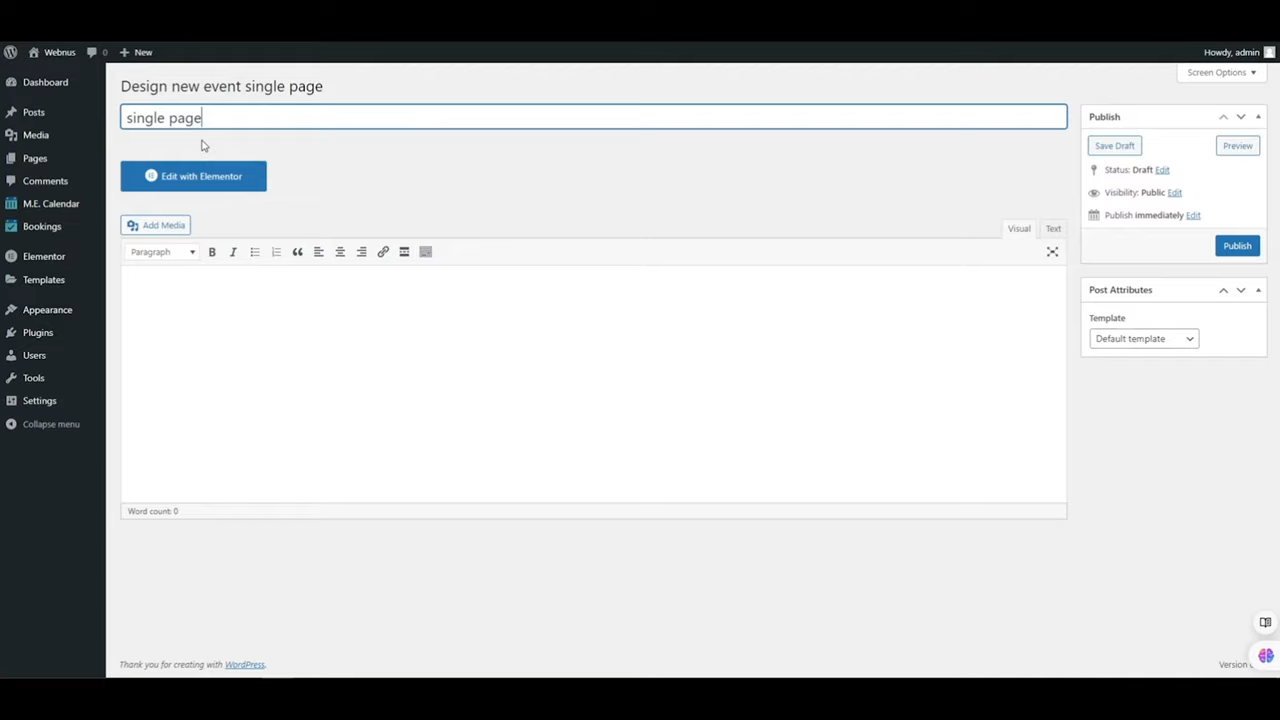 Webnus 0 New Howdy, admin
Screen Options
Dashboard
Posts
Media
Pages
Comments
M.E. Calendar
Bookings
Elementor
Templates
Appearance
Plugins
Users
Tools
Settings
Collapse menu
Design new event single page
single page
Edit with Elementor
Add Media
Visual Text
Paragraph B I
Word count: 0
Publish
Save Draft Preview
Status: Draft Edit
Visibility: Public Edit
Publish immediately Edit
Publish
Post Attributes
Template
Default template
Thank you for creating with WordPress.
Version